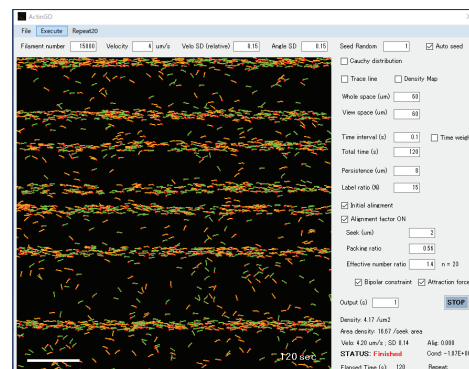 ActinGO
File Execute Repeat20
Filament number 15000 Velocity 4 um/s Velo SD (relative) 0.15 Angle SD 0.15 Seed Random 1 Auto seed
Cauchy distribution
Trace line Density Map
Whole space (um) 60
View space (um) 60
Time interval (s) 0.1 Time weigh
Total time (s) 120
Persistence (um) 8
Label ratio (%) 15
Initial alignment
Alignment factor ON
Seek (um) 2
Packing ratio 0.56
Effective number ratio 1.4 n = 23
Bipolar constraint Attraction force
Output (s) 1 STOP
Density: 4.17 /um2
Area density: 16.67 /seek area
Velo: 4.20 um/s ; SD 0.14 Alig: 0.000
STATUS: Finished
Elapsed Time (s): 120 Repeat:
120 sec